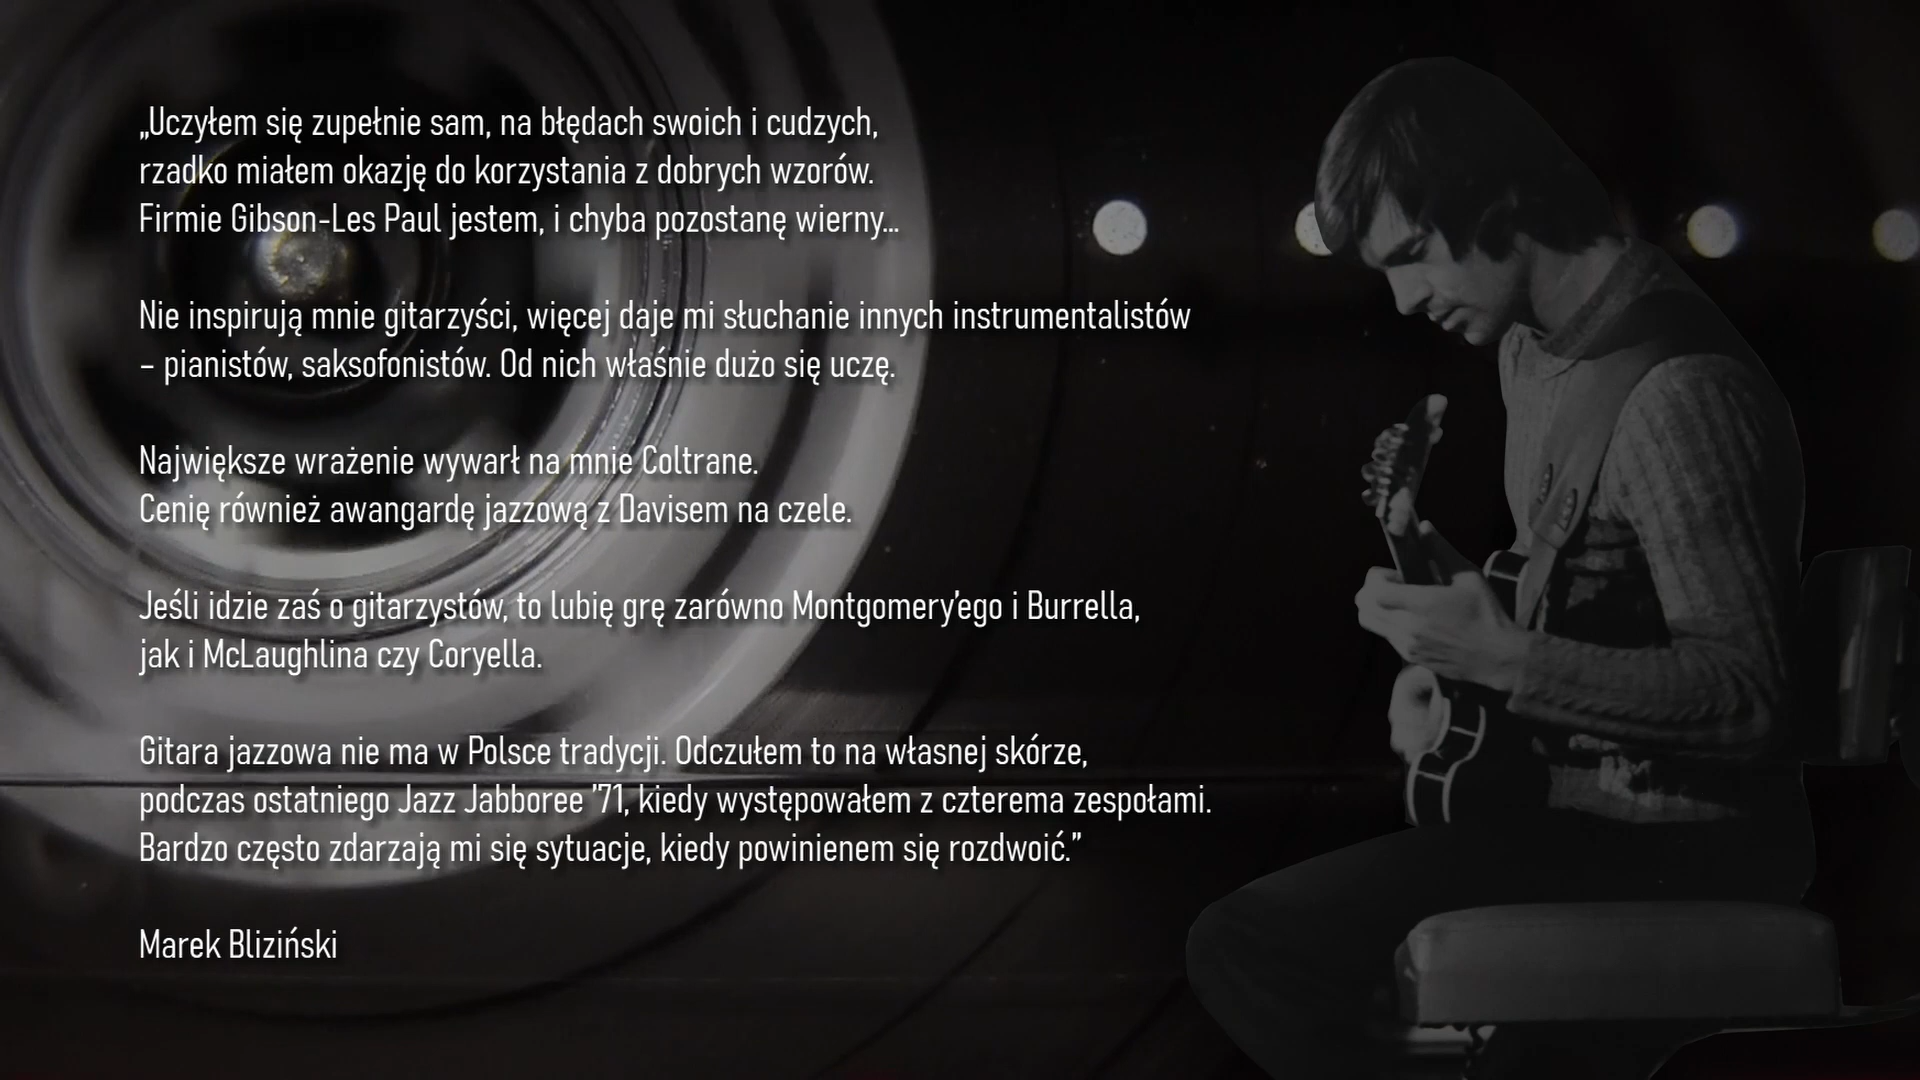 „Uczyłem się zupełnie sam, na błędach swoich i cudzych,
rzadko miałem okazję do korzystania z dobrych wzorów.
Firmie Gibson-Les Paul jestem, i chyba pozostanę wierny...
Nie inspirują mnie gitarzyści, więcej daje mi słuchanie innych instrumentalistów
– pianistów, saksofonistów. Od nich właśnie dużo się uczę.
Największe wrażenie wywarł na mnie Coltrane.
Cenię również awangardę jazzową z Davisem na czele.
Jeśli idzie zaś o gitarzystów, to lubię grę zarówno Montgomery’ego i Burrella,
jak i McLaughlina czy Coryella.
Gitara jazzowa nie ma w Polsce tradycji. Odczułem to na własnej skórze,
podczas ostatniego Jazz Jabboree ’71, kiedy występowałem z czterema zespołami.
Bardzo często zdarzają mi się sytuacje, kiedy powinienem się rozdwoić.”
Marek Bliziński